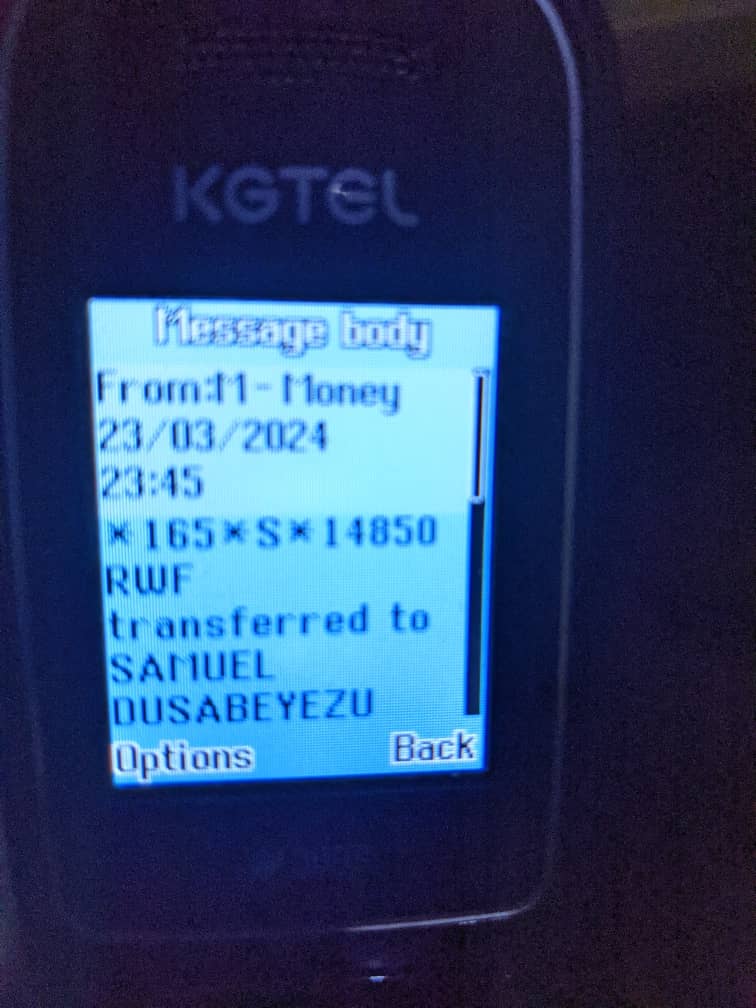 KGTEL
Message body
From:M-Money
23/03/2024
23:45
*165*S*14850
RWF
transferred to
SAMUEL
DUSABEYEZU
Options Back